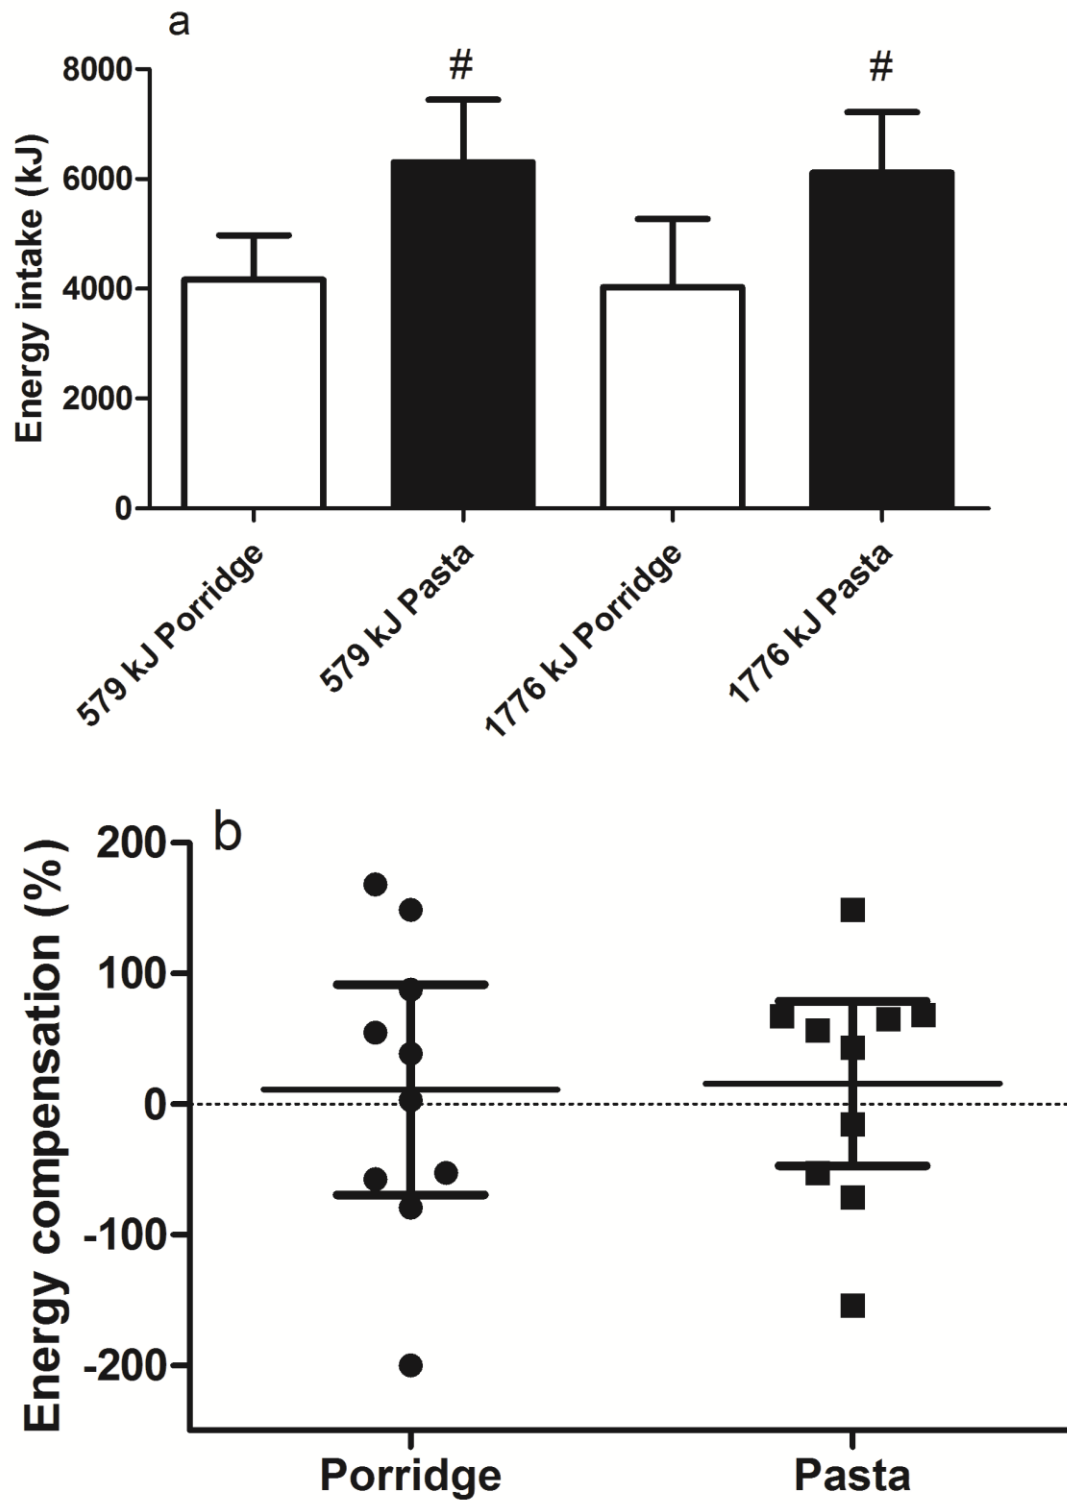 a
#
#
8000
6000
4000
2000
0
Energy intake (kJ)
579 kJ Porridge
579 kJ Pasta
1776 kJ Porridge
1776 kJ Pasta
b
200
100
0
-100
-200
Energy compensation (%)
Porridge
Pasta